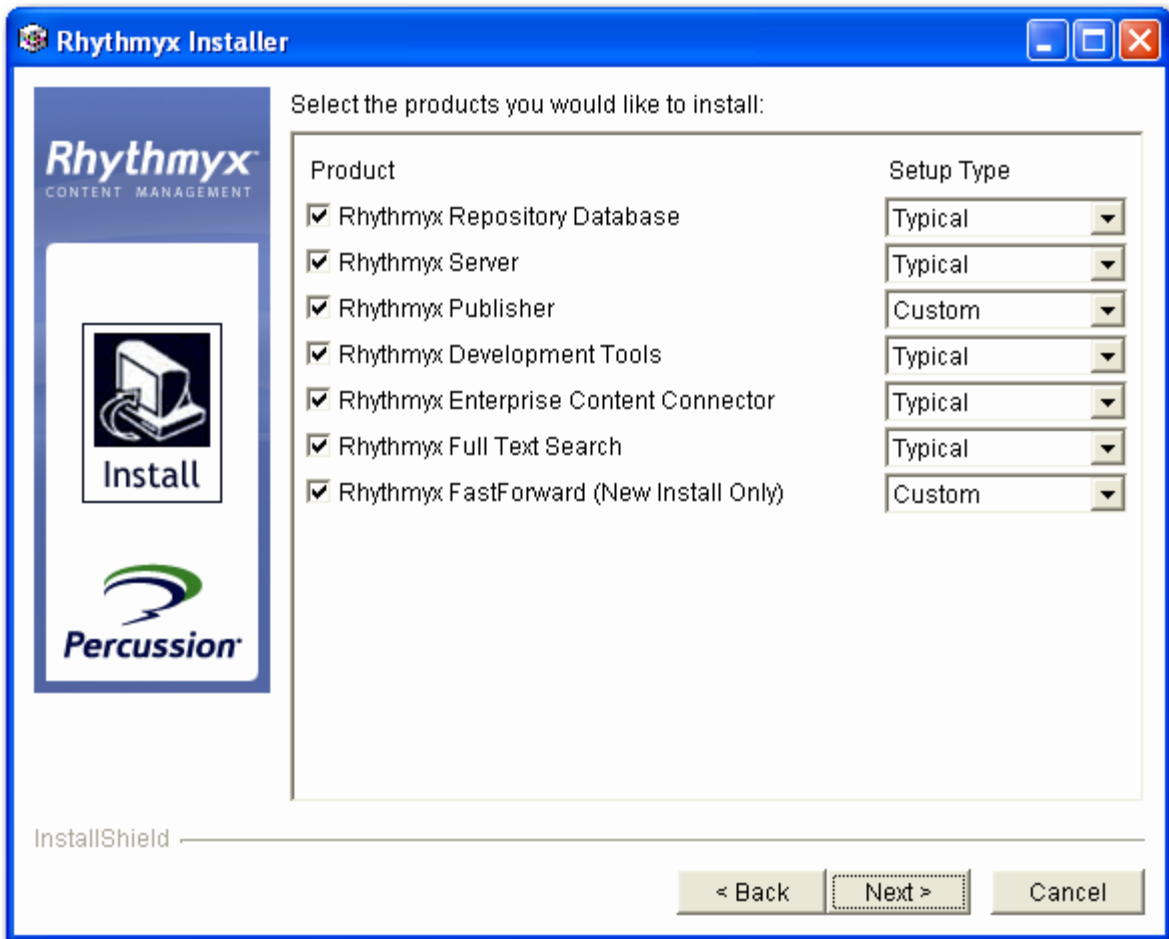 Rhythmyx Installer
Select the products you would like to install:
Rhythmyx
CONTENT MANAGEMENT
Install
Percussion
Product Setup Type
Rhythmyx Repository Database Typical
Rhythmyx Server Typical
Rhythmyx Publisher Custom
Rhythmyx Development Tools Typical
Rhythmyx Enterprise Content Connector Typical
Rhythmyx Full Text Search Typical
Rhythmyx FastForward (New Install Only) Custom
InstallShield
< Back Next > Cancel